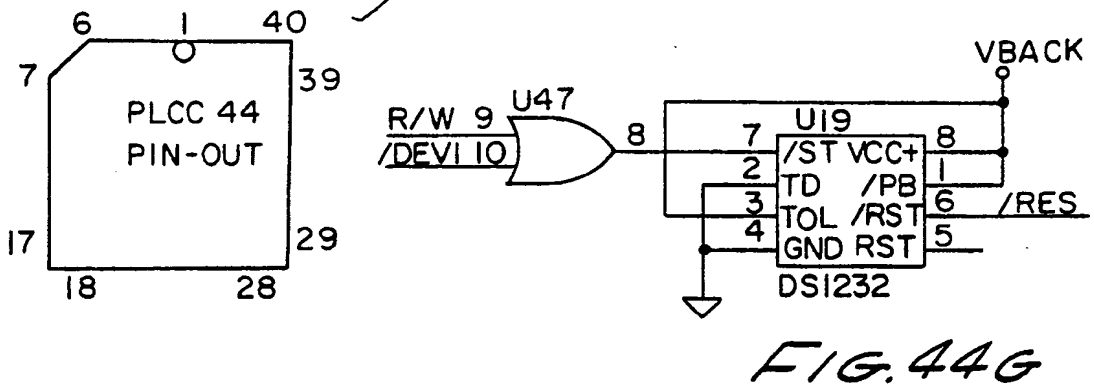 6 1 40
7 39
PLCC 44
PIN-OUT
17 29
18 28
VBACK
U47
R/W 9
/DEV1 10
8
U19
7 /ST VCC+ 8
2 TD /PB 1
3 TOL /RST 6 /RES
4 GND RST 5
DS1232
FIG. 44G